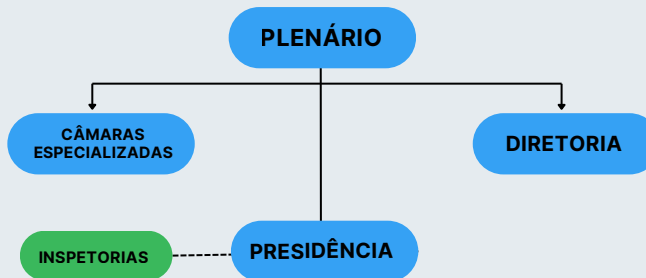 PLENÁRIO
CÂMARAS
ESPECIALIZADAS
DIRETORIA
INSPETORIAS
PRESIDÊNCIA